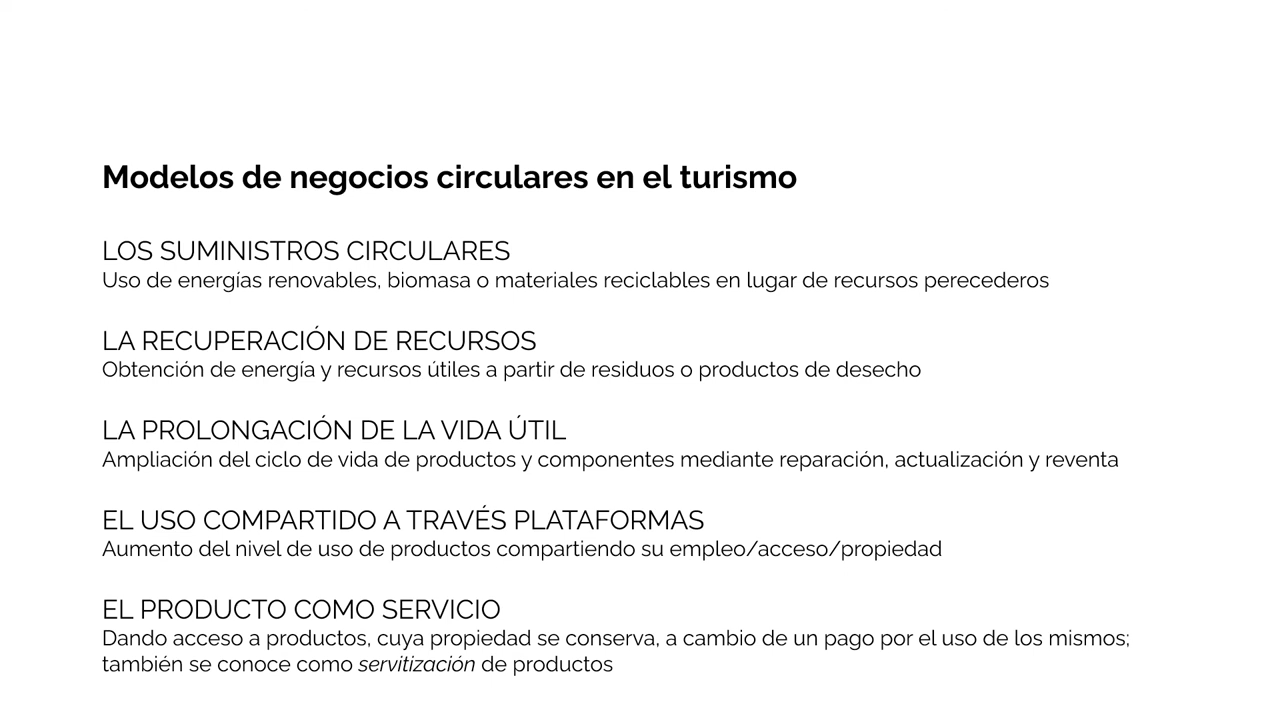 Modelos de negocios circulares en el turismo
LOS SUMINISTROS CIRCULARES
Uso de energías renovables, biomasa o materiales reciclables en lugar de recursos perecederos
LA RECUPERACIÓN DE RECURSOS
Obtención de energía y recursos útiles a partir de residuos o productos de desecho
LA PROLONGACIÓN DE LA VIDA ÚTIL
Ampliación del ciclo de vida de productos y componentes mediante reparación, actualización y reventa
EL USO COMPARTIDO A TRAVÉS PLATAFORMAS
Aumento del nivel de uso de productos compartiendo su empleo/acceso/propiedad
EL PRODUCTO COMO SERVICIO
Dando acceso a productos, cuya propiedad se conserva, a cambio de un pago por el uso de los mismos;
también se conoce como servitización de productos